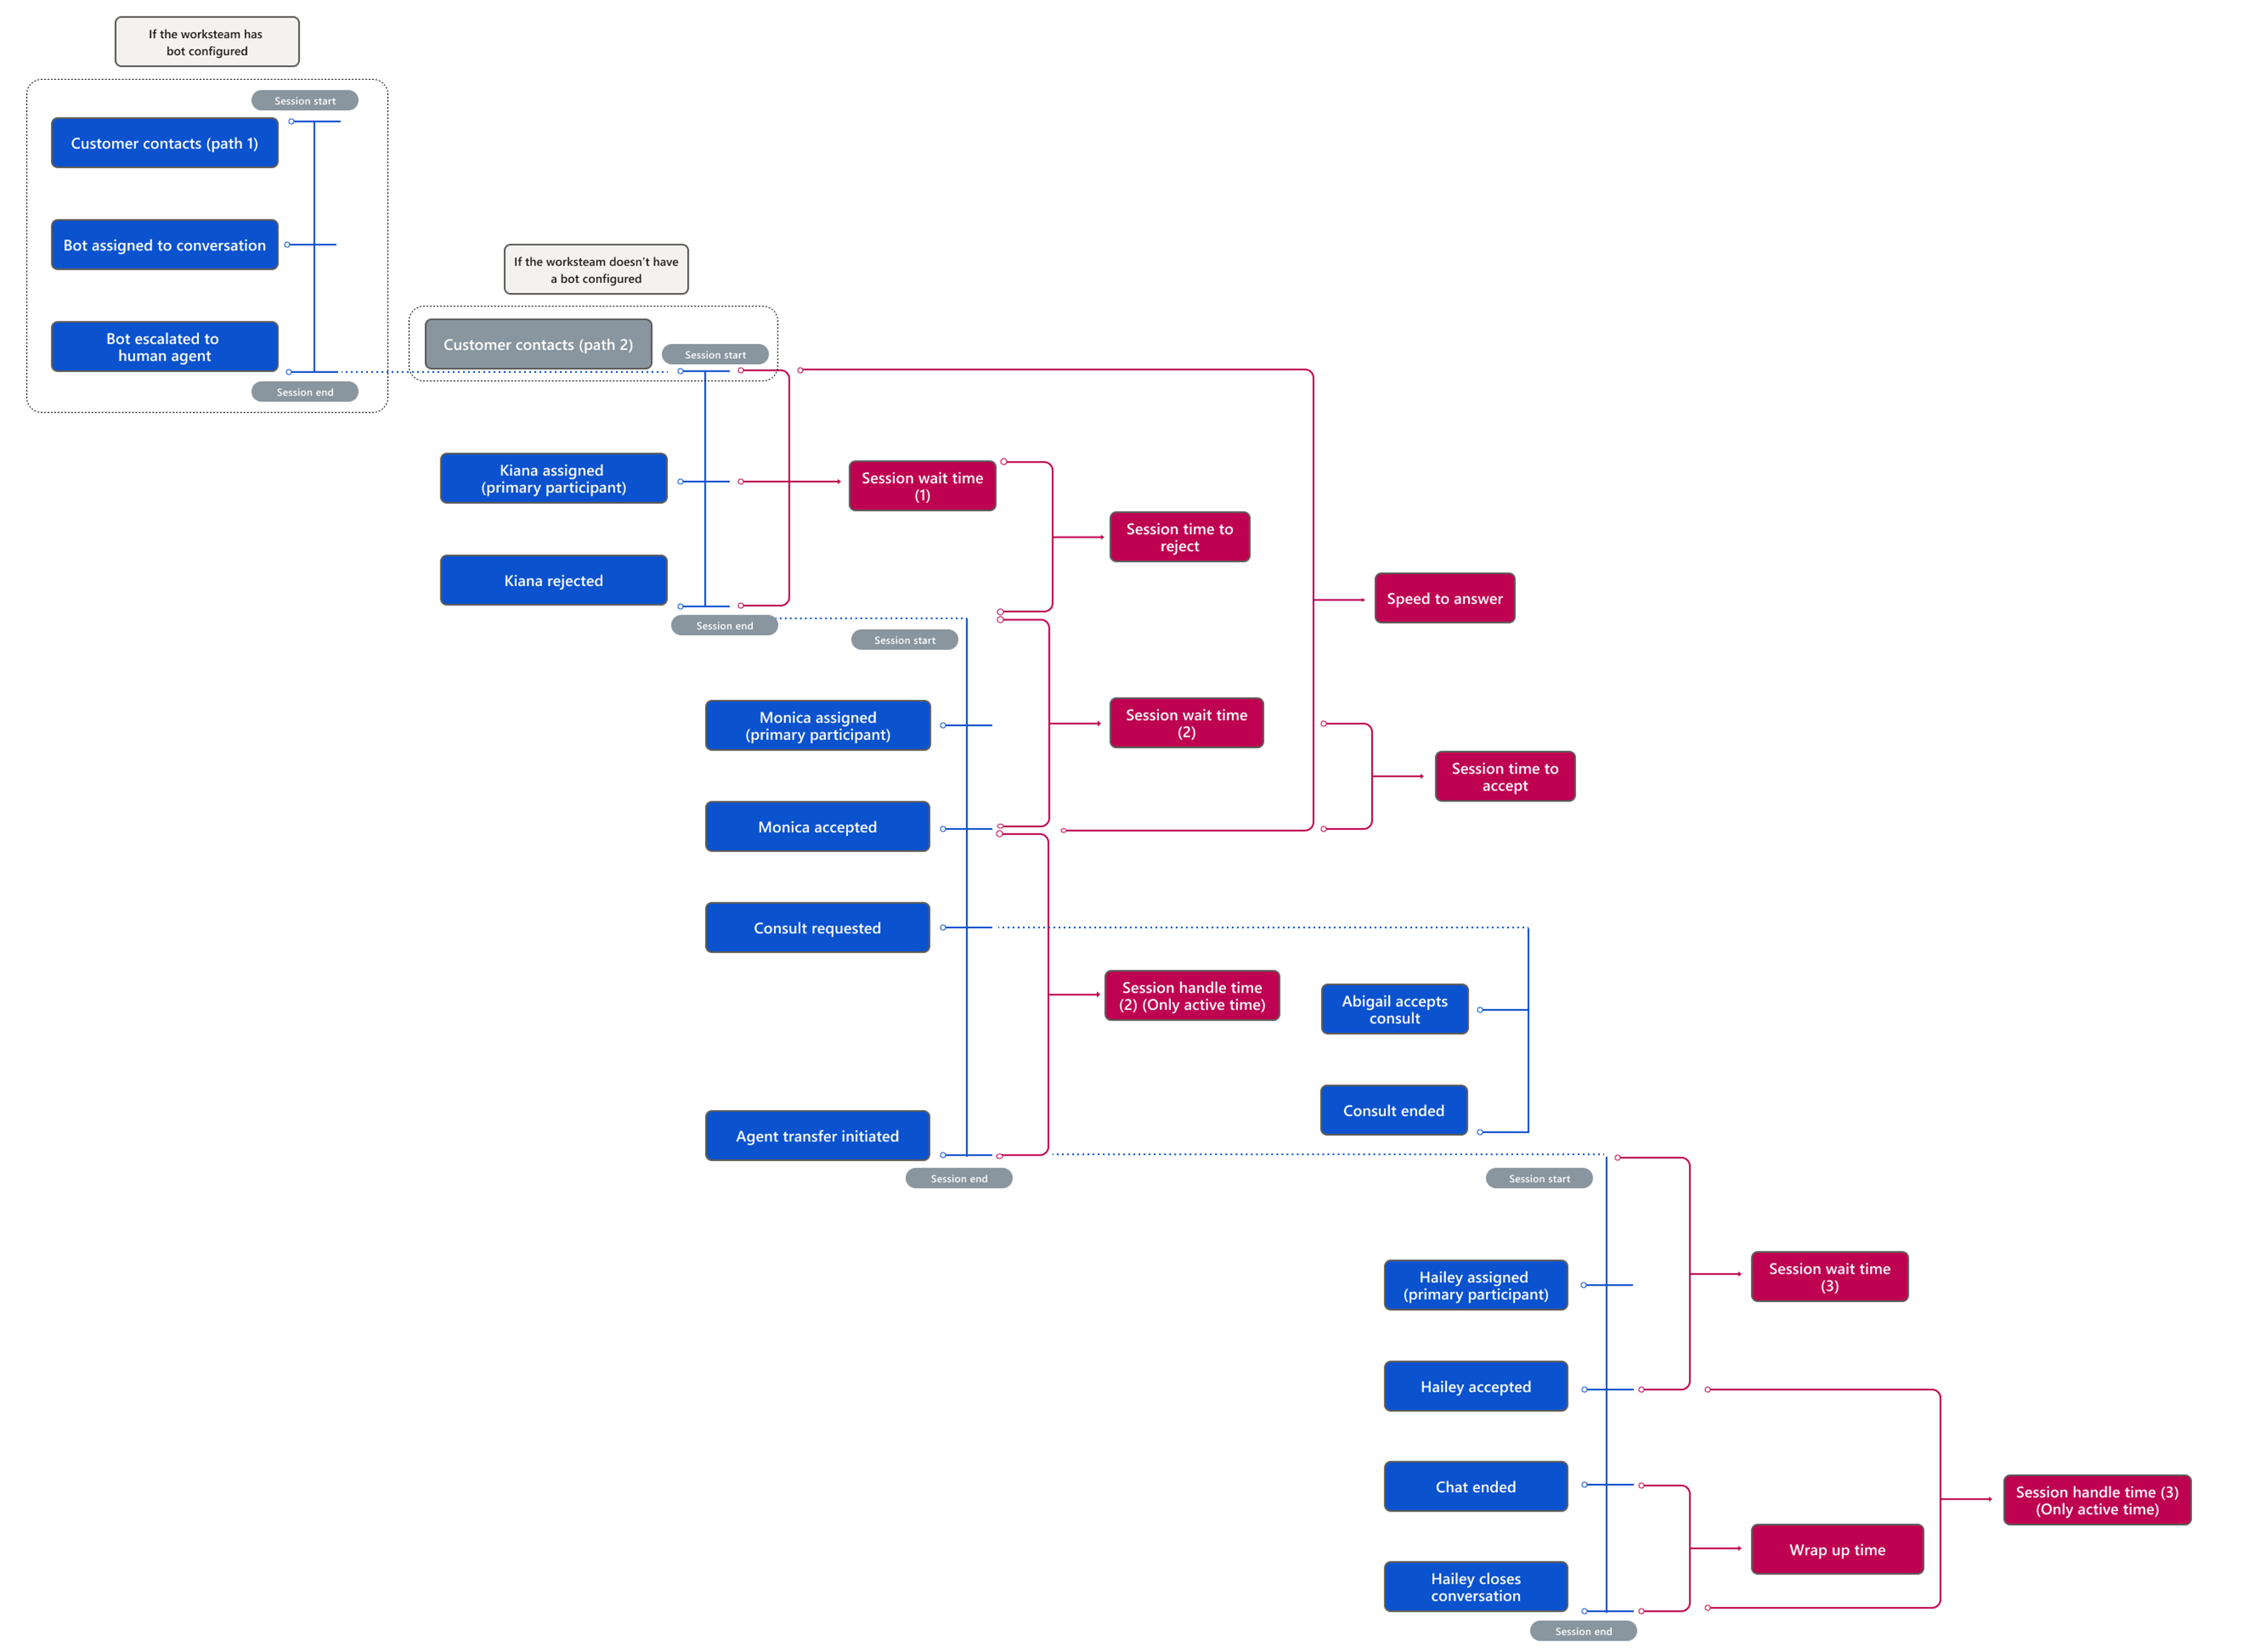 If the worksteam has
bot configured
Session start
Customer contacts (path 1)
Bot assigned to conversation
Bot escalated to
human agent
Session end
If the worksteam doesn't have
a bot configured
Customer contacts (path 2)
Session start
Kiana assigned
(primary participant)
Session wait time
(1)
Session time to
reject
Kiana rejected
Speed to answer
Session end
Session start
Monica assigned
(primary participant)
Session wait time
(2)
Session time to
accept
Monica accepted
Consult requested
Session handle time
(2) (Only active time)
Abigail accepts
consult
Consult ended
Agent transfer initiated
Session end
Session start
Hailey assigned
(primary participant)
Session wait time
(3)
Hailey accepted
Chat ended
Session handle time (3)
(Only active time)
Wrap up time
Hailey closes
conversation
Session end